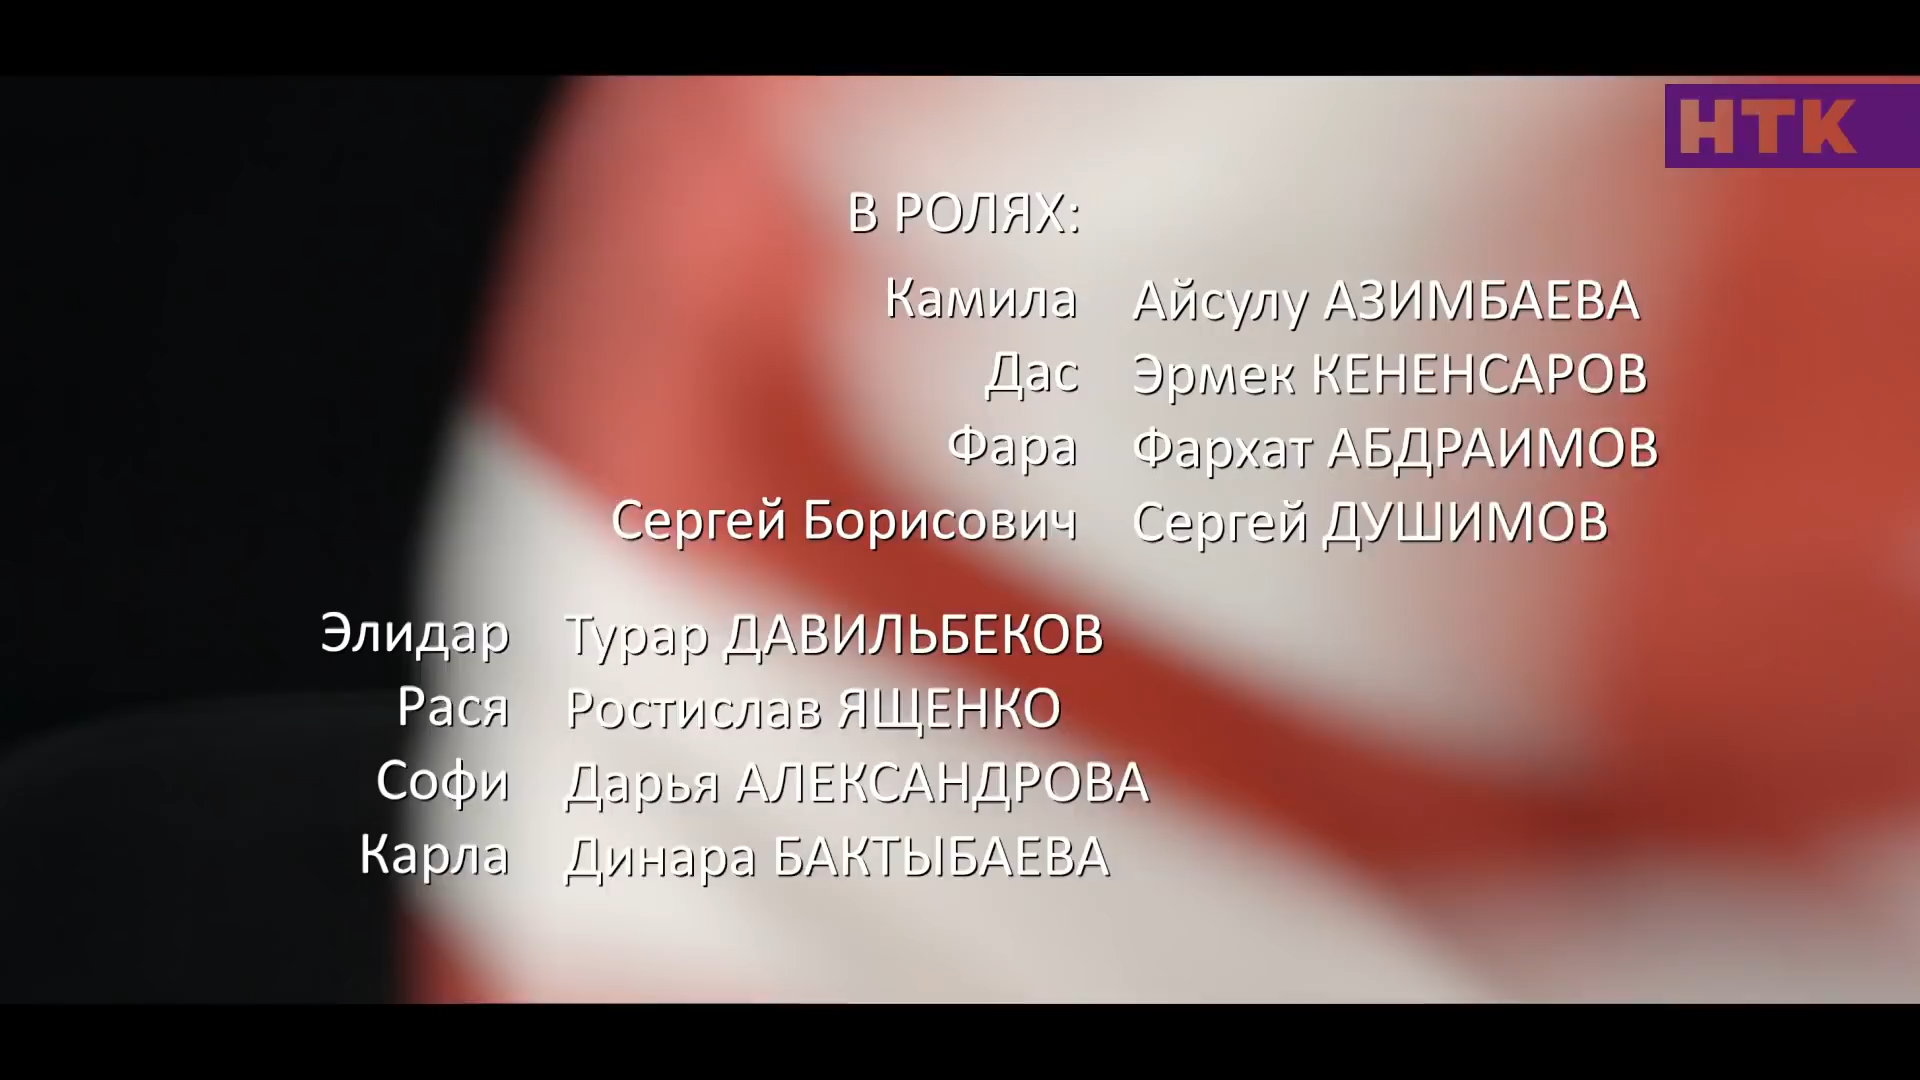 НТК
В РОЛЯХ:
Камила Айсулу АЗИМБАЕВА
Дас Эрмек КЕНЕНСАРОВ
Фара Фархат АБДРАИМОВ
Сергей Борисович Сергей ДУШИМОВ
Элидар Турар ДАВИЛЬБЕКОВ
Рася Ростислав ЯЩЕНКО
Софи Дарья АЛЕКСАНДРОВА
Карла Динара БАКТЫБАЕВА